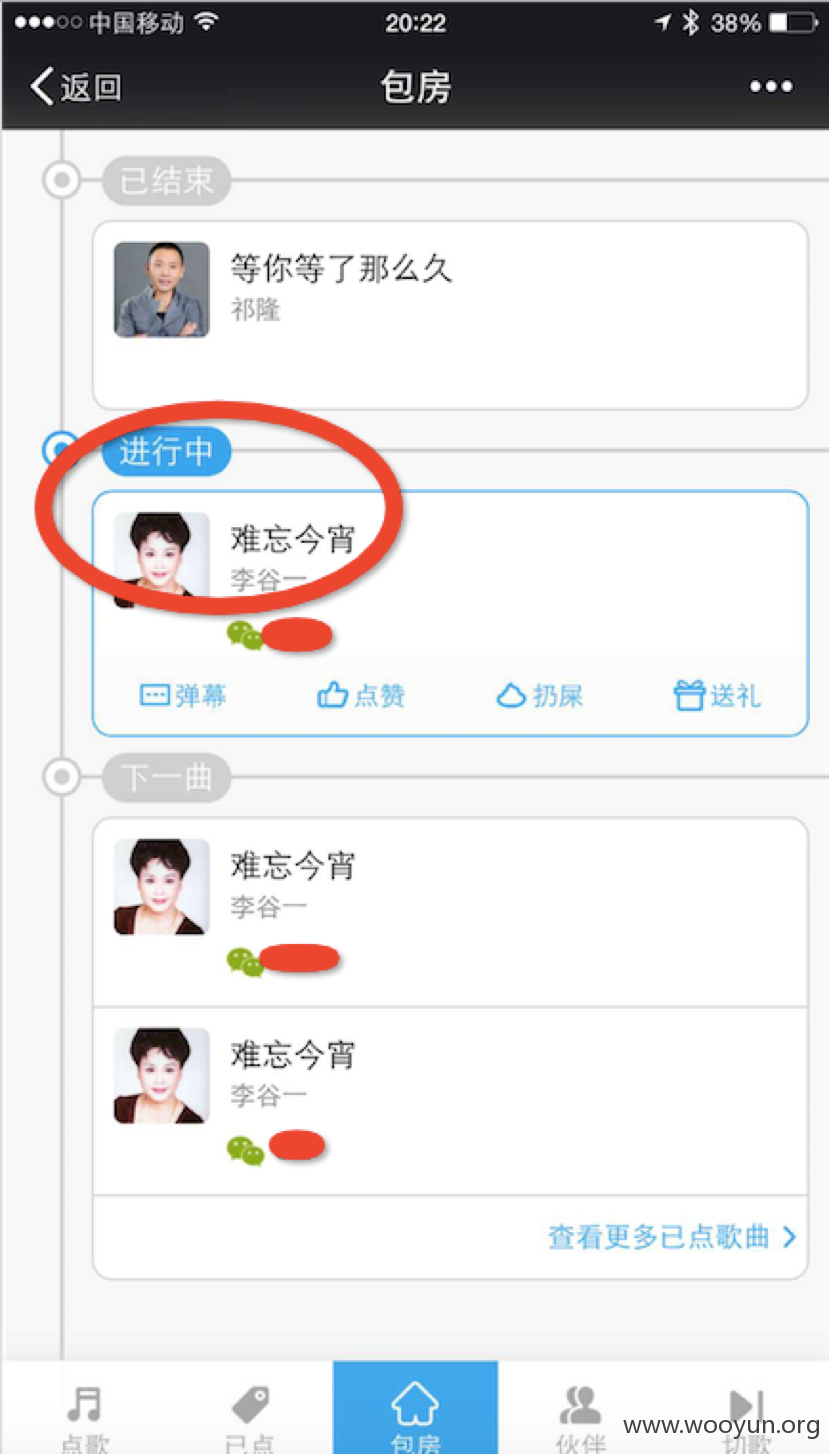 中国移动 20:22 38%
返回 包房
已结束
等你等了那么久
祁隆
进行中
难忘今宵
李谷一
弹幕 点赞 扔屎 送礼
下一曲
难忘今宵
李谷一
难忘今宵
李谷一
查看更多已点歌曲
点歌 已点 包房 伙伴 切歌
www.wooyun.org